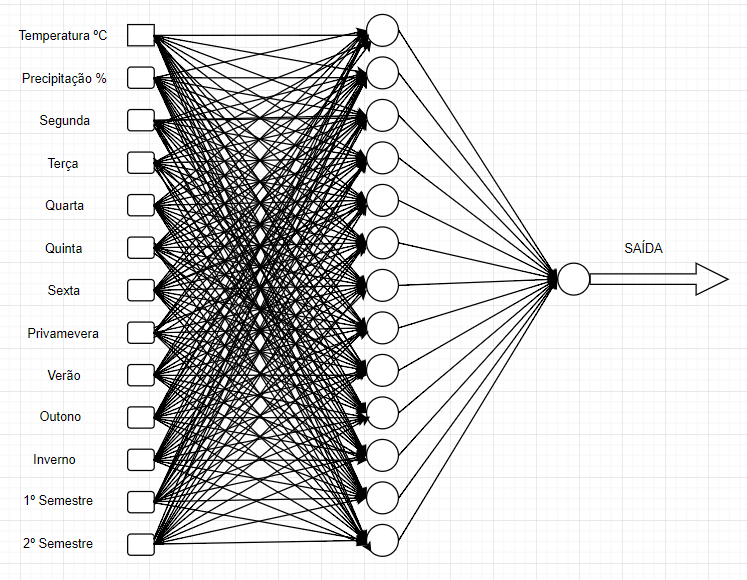 Temperatura ºC
Precipitação %
Segunda
Terça
Quarta
Quinta
Sexta
Privamevera
Verão
Outono
Inverno
1º Semestre
2º Semestre
SAÍDA